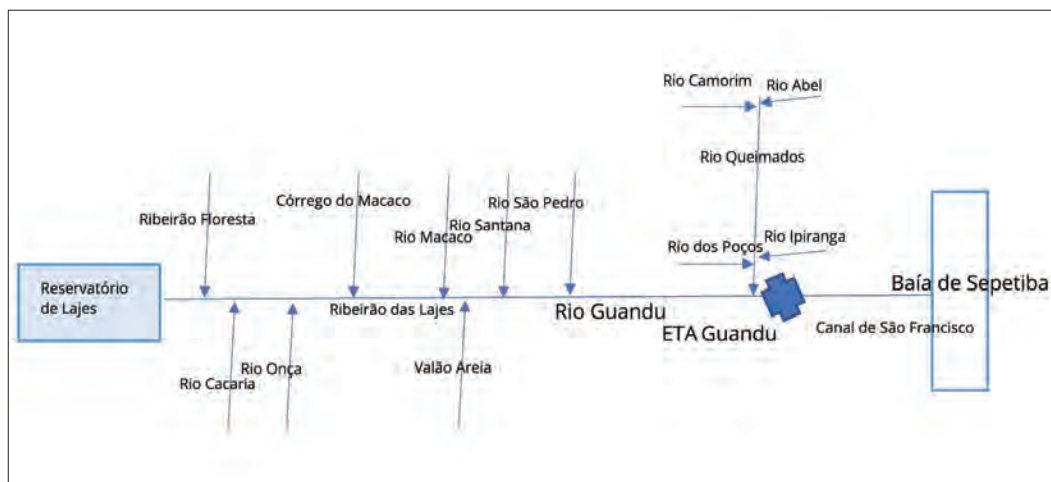 Rio Camorim
Rio Abel
Rio Queimados
Ribeirão Floresta
Córrego do Macaco
Rio Macaco
Rio Santana
Rio São Pedro
Rio dos Poços
Rio Ipiranga
Reservatório
de Lajes
Ribeirão das Lajes
Rio Guandu
ETA Guandu
Baía de Sepetiba
Canal de São Francisco
Rio Cacaria
Rio Onça
Valão Areia